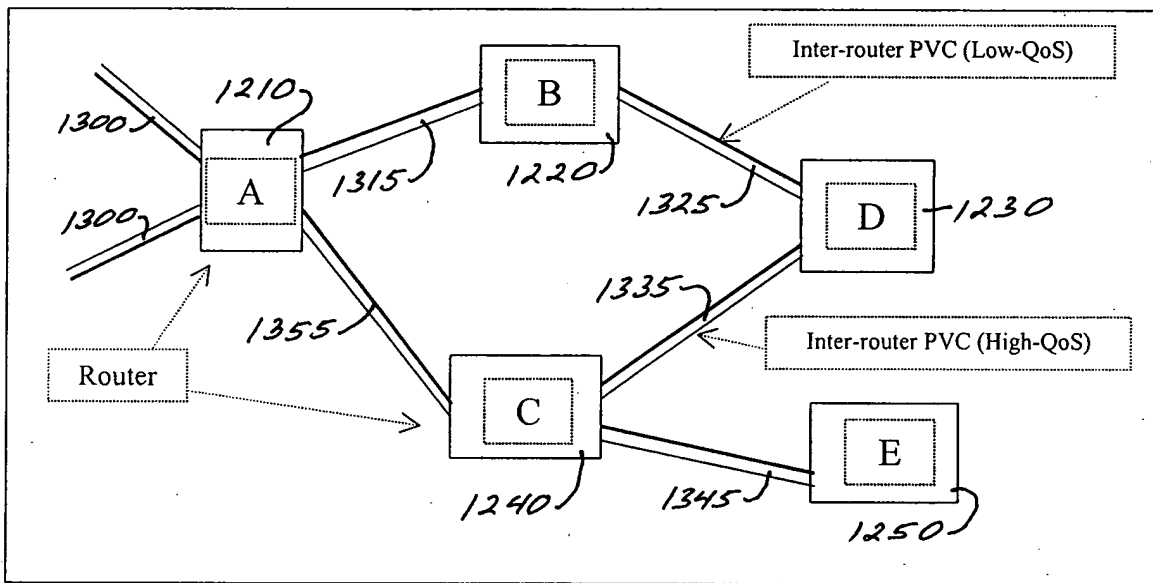 Inter-router PVC (Low-QoS)
1210
B
1300
1315
1220
A
1325
1230
D
1300
1335
1355
Inter-router PVC (High-QoS)
Router
C
E
1240
1345
1250